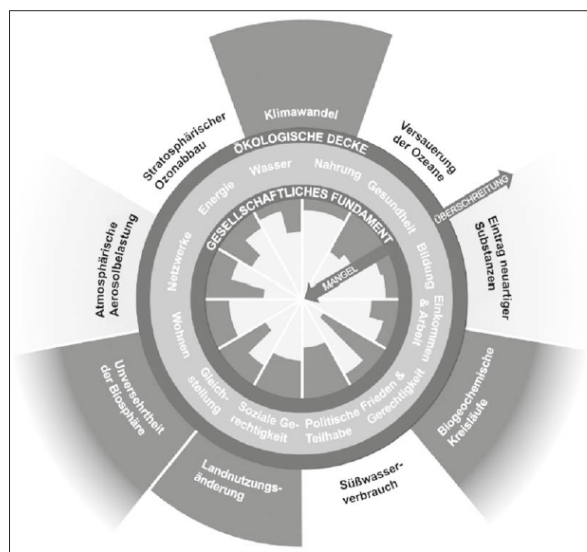 Klimawandel
ÖKOLOGISCHE DECKE
Stratosphärischer
Ozonabbau
Versauerung
der Ozeane
ÜBERSCHREITUNG
Eintrag neuartiger
Substanzen
Biogeochemische
Kreisläufe
Süßwasser-
verbrauch
Landnutzungs-
änderung
Unversehrtheit
der Biosphäre
Atmosphärische
Aerosolbelastung
Wasser
Nahrung
Gesundheit
Bildung
Einkommen
& Arbeit
Frieden &
Gerechtigkeit
Politische
Teilhabe
Soziale Ge-
rechtigkeit
Gleich-
stellung
Wohnen
Netzwerke
Energie
GESELLSCHAFTLICHES FUNDAMENT
MANGEL